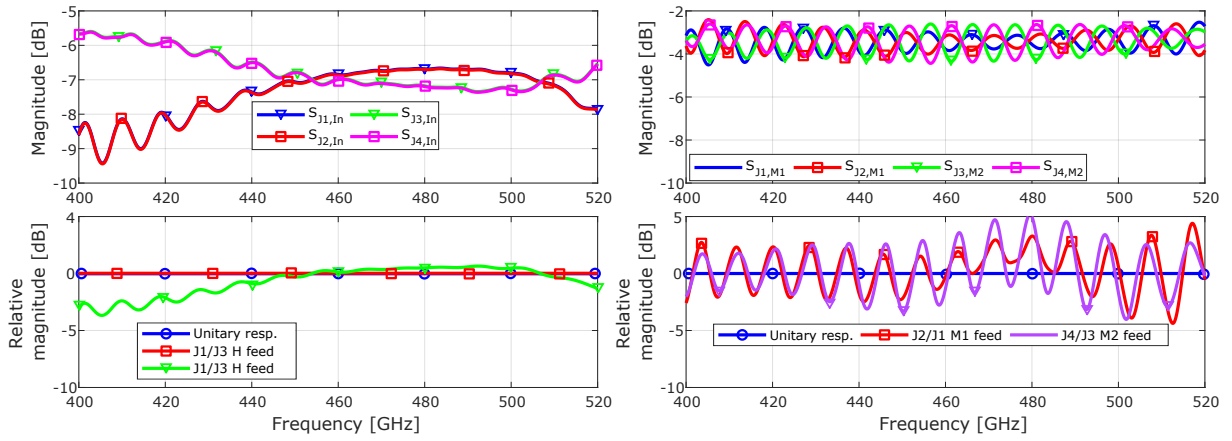 Magnitude [dB]
-5
-6
-7
-8
-9
-10
400 420 440 460 480 500 520
S_J1,In S_J3,In
S_J2,In S_J4,In
Magnitude [dB]
-2
-4
-6
-8
-10
400 420 440 460 480 500 520
S_J1,M1 S_J2,M1 S_J3,M2 S_J4,M2
Relative
magnitude [dB]
4
0
-5
-10
400 420 440 460 480 500 520
Unitary resp.
J1/J3 H feed
J1/J3 H feed
Frequency [GHz]
Relative
magnitude [dB]
5
0
5
-10
400 420 440 460 480 500 520
Unitary resp. J2/J1 M1 feed J4/J3 M2 feed
Frequency [GHz]